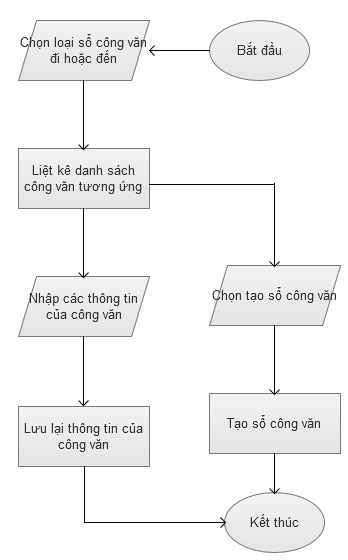 Bắt đầu
Chọn loại sổ công văn
đi hoặc đến
Liệt kê danh sách
công văn tương ứng
Nhập các thông tin
của công văn
Chọn tạo sổ công văn
Lưu lại thông tin của
công văn
Tạo sổ công văn
Kết thúc